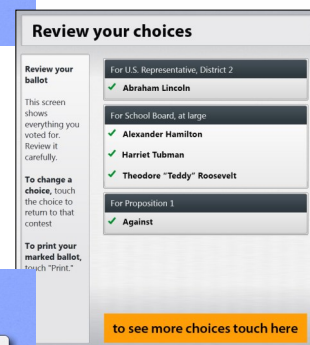 Review your choices
Review your
ballot
This screen
shows
everything you
voted for.
Review it
carefully.
To change a
choice, touch
the choice to
return to that
contest
To print your
marked ballot,
touch "Print."
For U.S. Representative, District 2
Abraham Lincoln
For School Board, at large
Alexander Hamilton
Harriet Tubman
Theodore "Teddy" Roosevelt
For Proposition 1
Against
to see more choices touch here